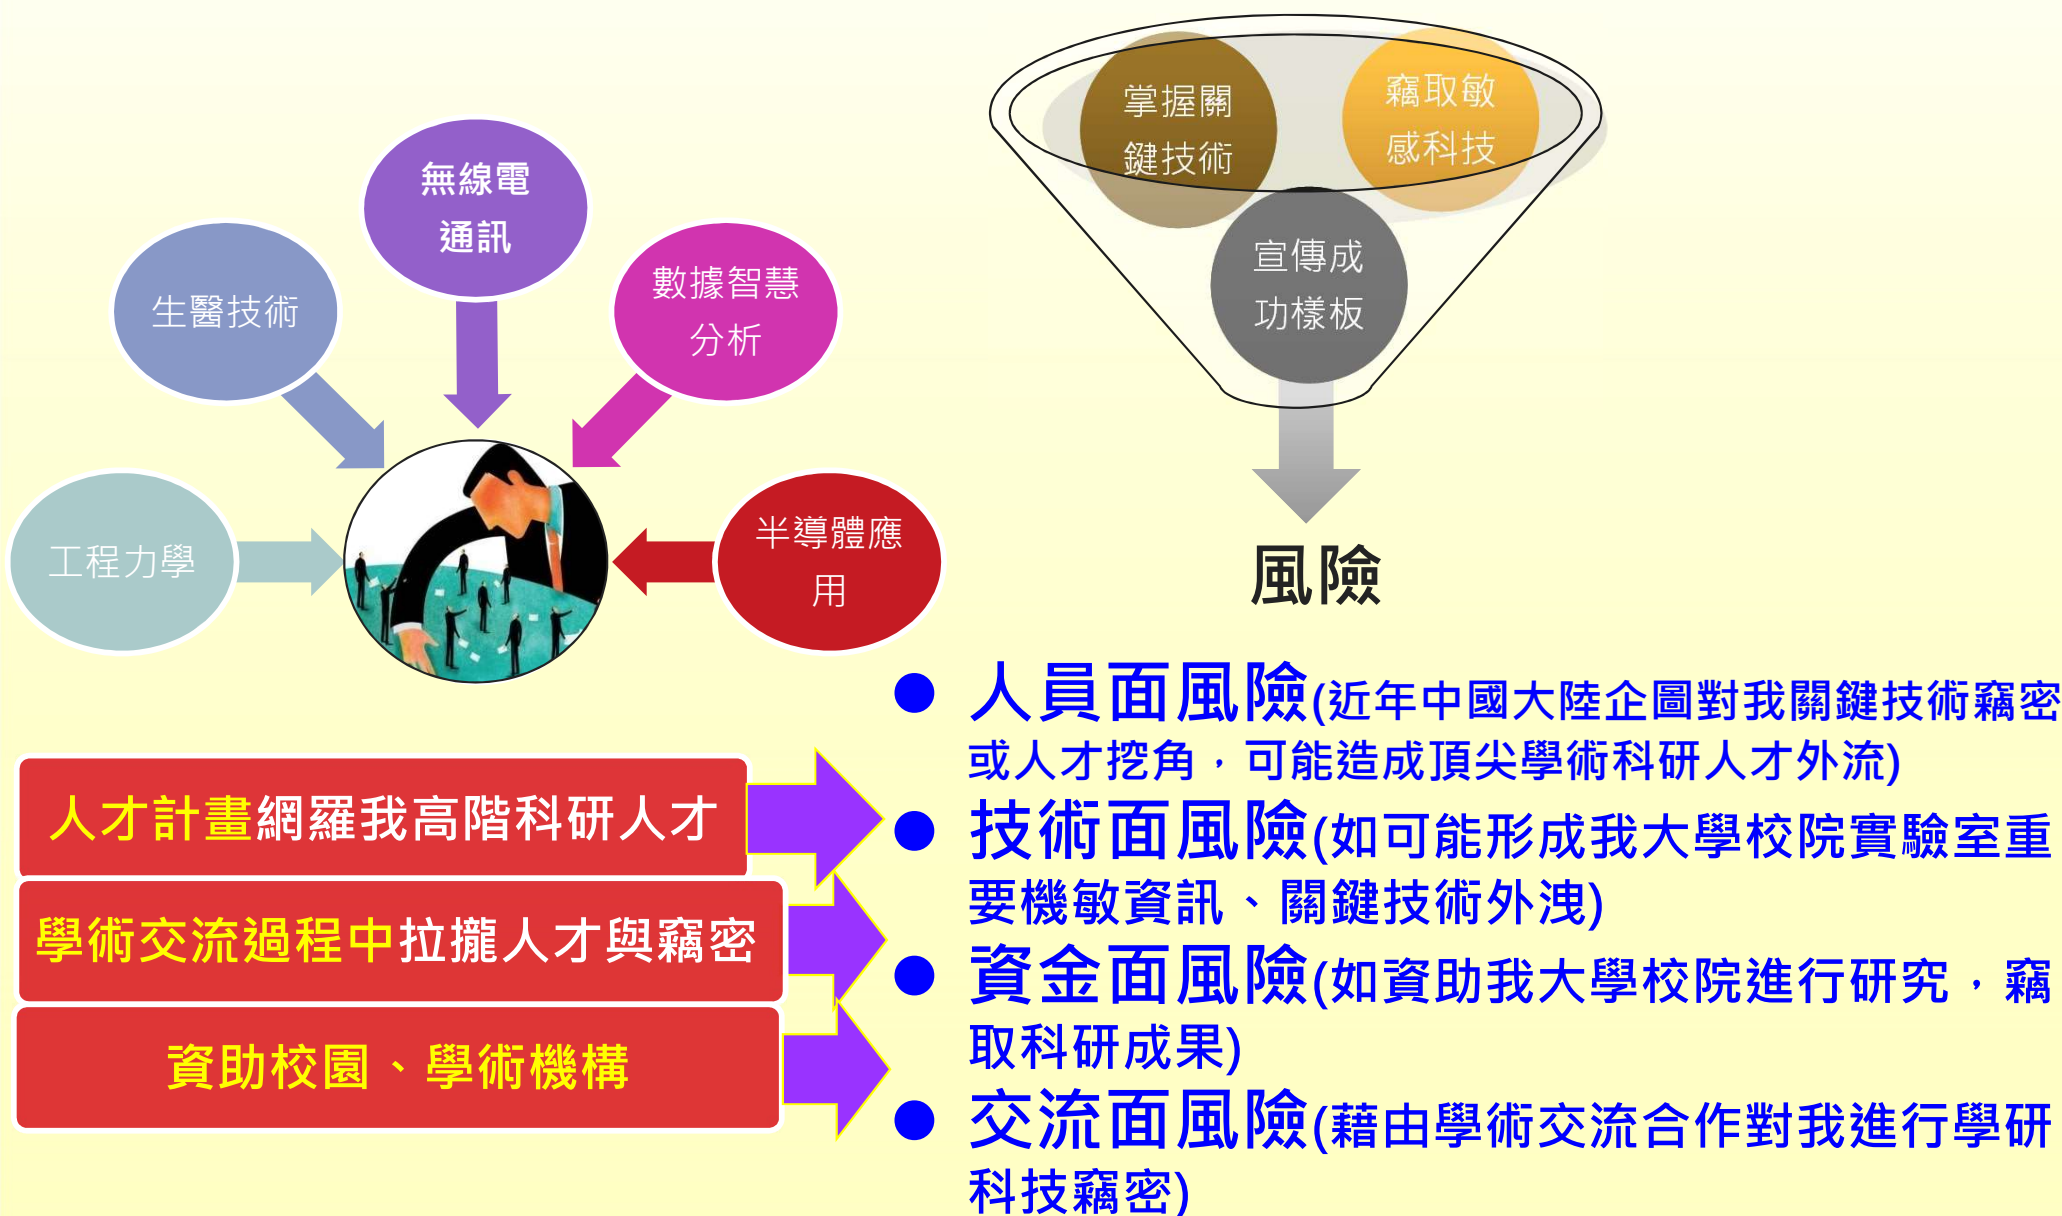 無線電
通訊
生醫技術
數據智慧
分析
工程力學
半導體應
用
掌握關
鍵技術
竊取敏
感科技
宣傳成
功樣板
風險
人才計畫網羅我高階科研人才
學術交流過程中拉攏人才與竊密
資助校園、學術機構
● 人員面風險(近年中國大陸企圖對我關鍵技術竊密
或人才挖角，可能造成頂尖學術科研人才外流)
● 技術面風險(如可能形成我大學校院實驗室重
要機敏資訊、關鍵技術外洩)
● 資金面風險(如資助我大學校院進行研究，竊
取科研成果)
● 交流面風險(藉由學術交流合作對我進行學研
科技竊密)